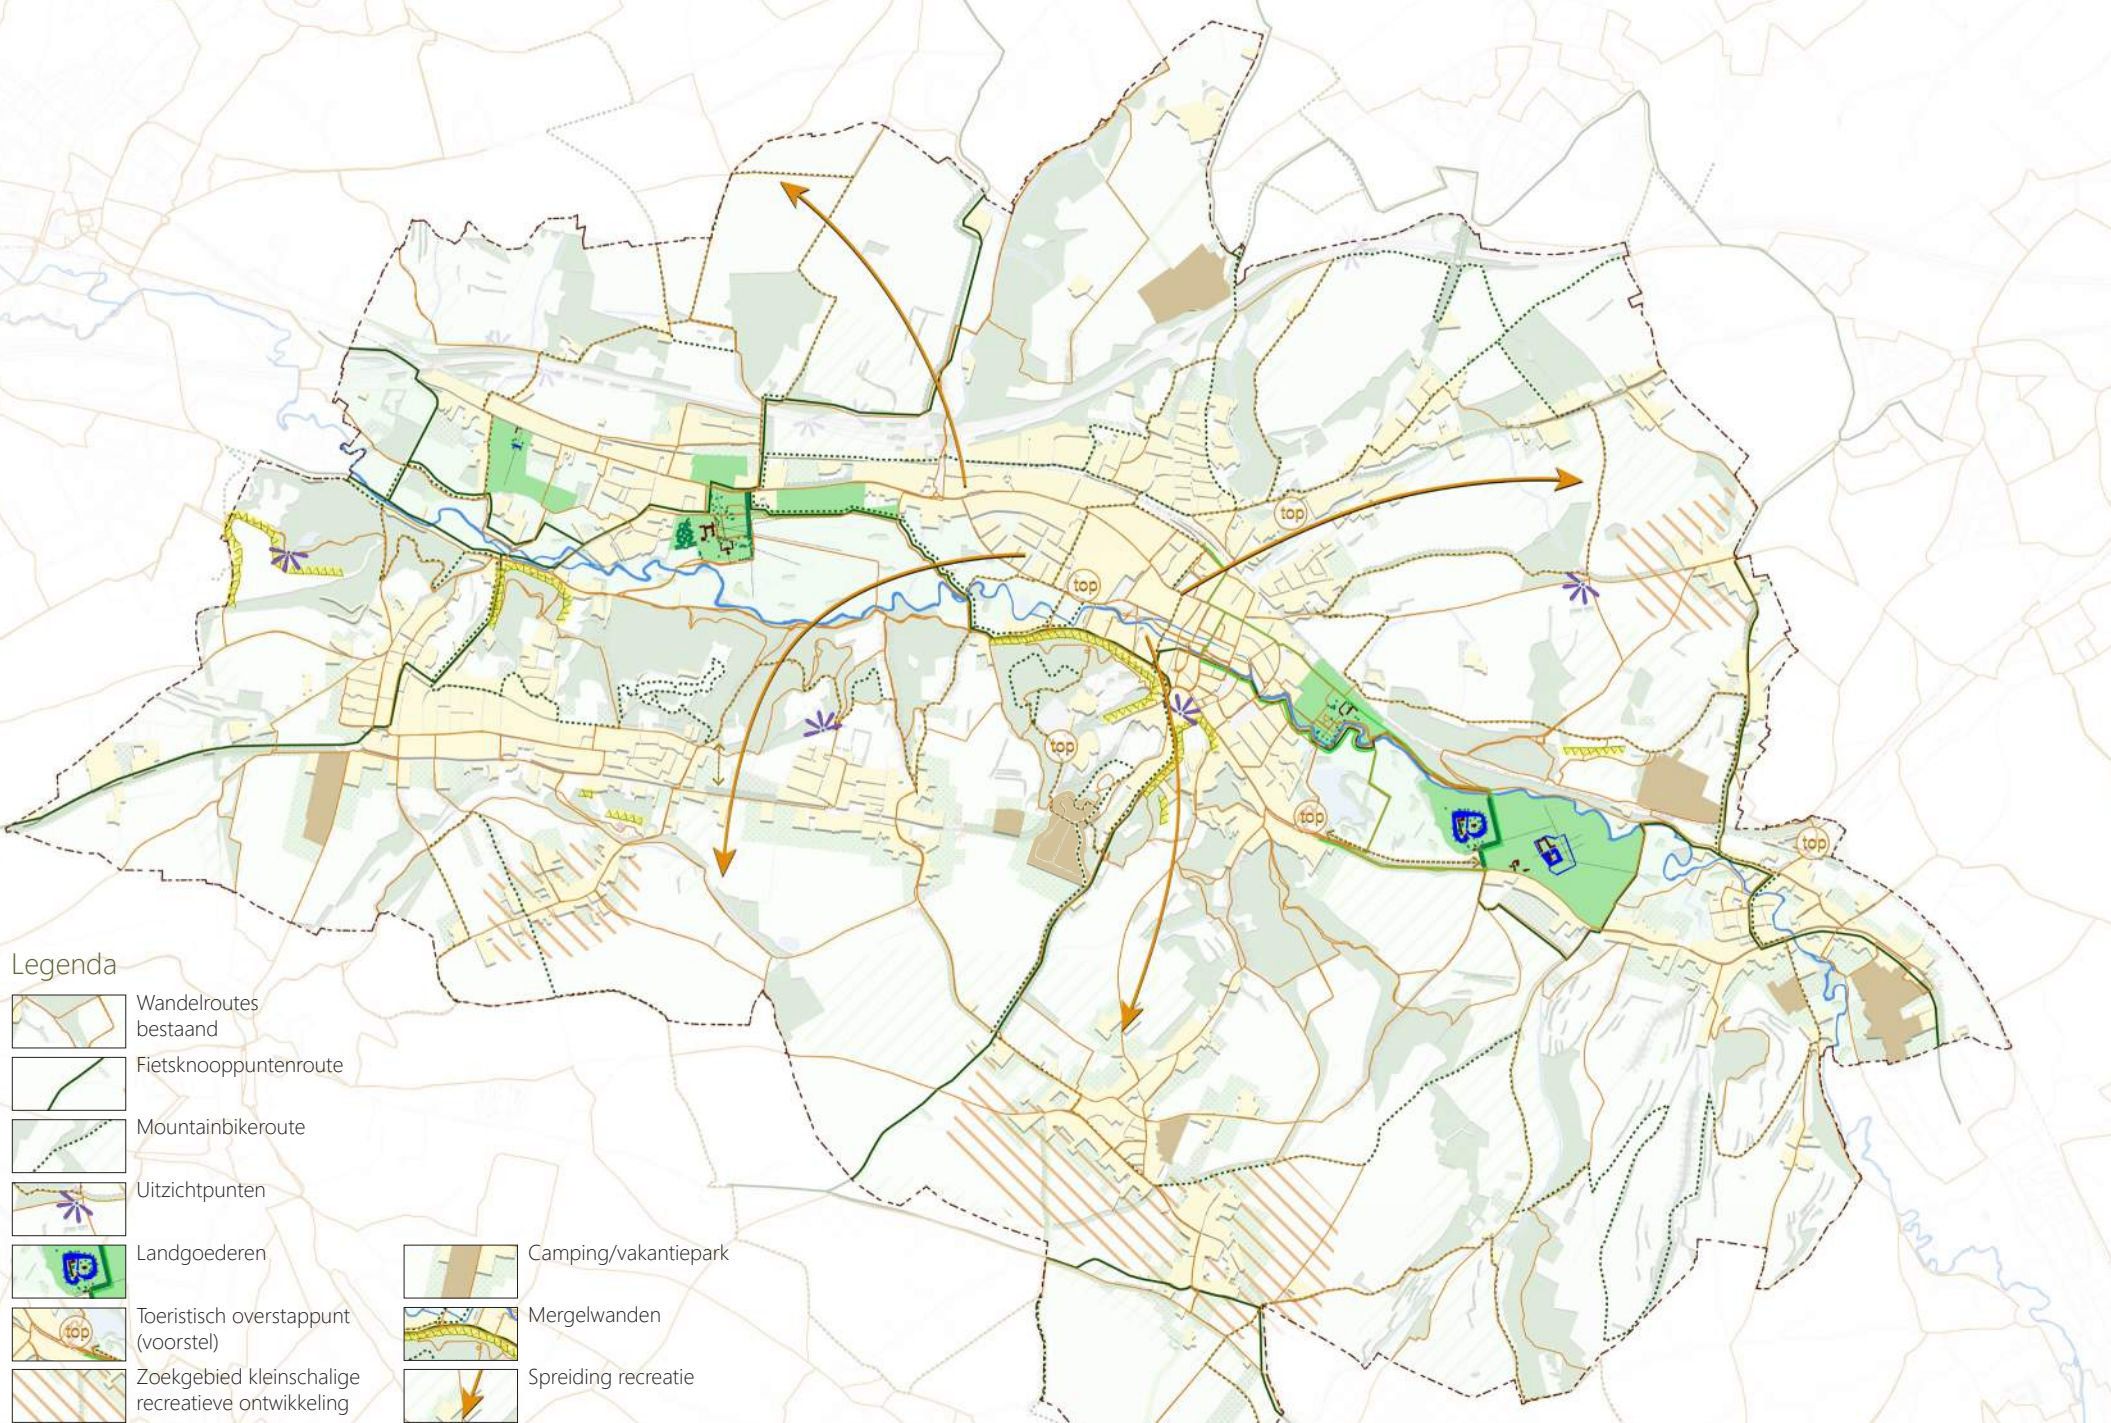 top
top
top
top
top
Legenda
Wandelroutes
bestaand
Fietsknooppuntenroute
Mountainbikeroute
Uitzichtpunten
Landgoederen
Toeristisch overstappunt
(voorstel)
top
Zoekgebied kleinschalige
recreatieve ontwikkeling
Camping/vakantiepark
Mergelwanden
Spreiding recreatie